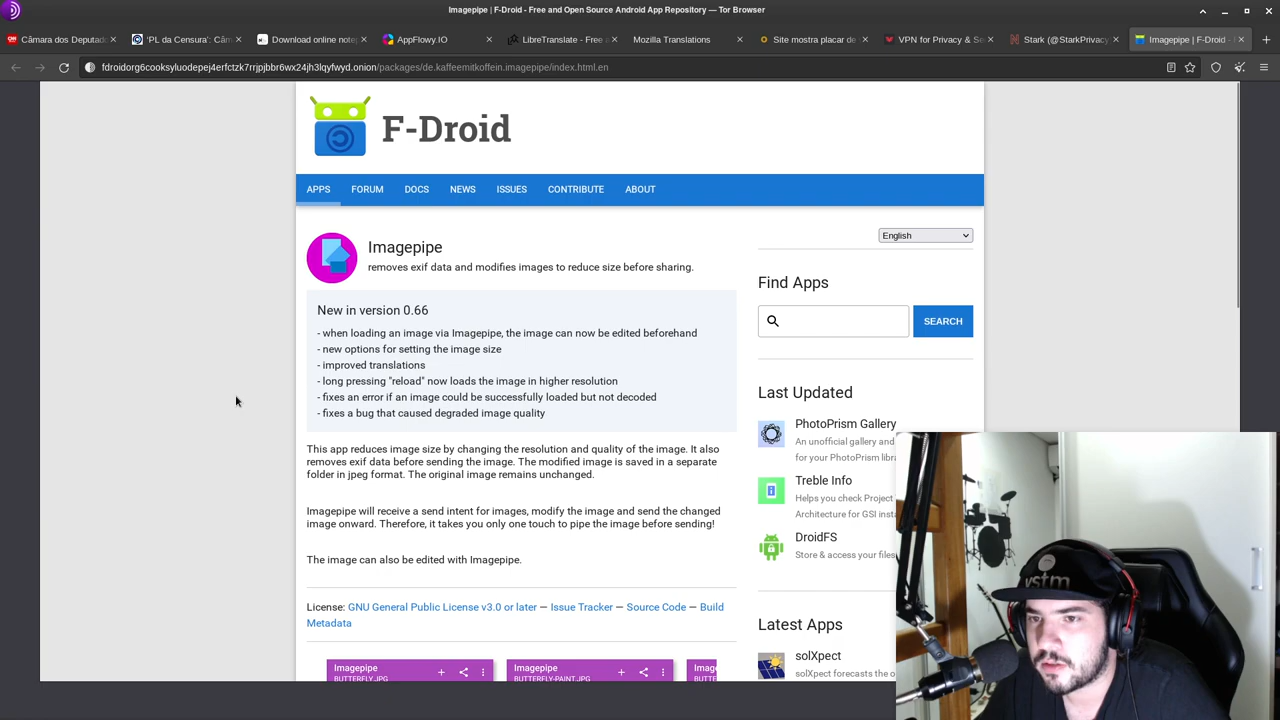 Imagepipe | F-Droid - Free and Open Source Android App Repository — Tor Browser
Câmara dos Deputad
'PL da Censura': Câm
Download online note
AppFlowy.IO
LibreTranslate - Free
Mozilla Translations
Site mostra placar de
VPN for Privacy & Se
Stark (@StarkPrivacy
Imagepipe | F-Droid -
fdroidorg6cooksyluodepej4erfctzk7rrjpjbbr6wx24jh3lqyfwyd.onion/packages/de.kaffeemitkoffein.imagepipe/index.html.en
F-Droid
APPS FORUM DOCS NEWS ISSUES CONTRIBUTE ABOUT
English
Imagepipe
removes exif data and modifies images to reduce size before sharing.
New in version 0.66
- when loading an image via Imagepipe, the image can now be edited beforehand
- new options for setting the image size
- improved translations
- long pressing "reload" now loads the image in higher resolution
- fixes an error if an image could be successfully loaded but not decoded
- fixes a bug that caused degraded image quality
This app reduces image size by changing the resolution and quality of the image. It also
removes exif data before sending the image. The modified image is saved in a separate
folder in jpeg format. The original image remains unchanged.
Imagepipe will receive a send intent for images, modify the image and send the changed
image onward. Therefore, it takes you only one touch to pipe the image before sending!
The image can also be edited with Imagepipe.
License: GNU General Public License v3.0 or later — Issue Tracker — Source Code — Build
Metadata
Imagepipe
BUTTERFLY.JPG
Imagepipe
BUTTERFLY-PAINT.JPG
Image
BUTTE
Find Apps
SEARCH
Last Updated
PhotoPrism Gallery
An unofficial gallery and
for your PhotoPrism libra
Treble Info
Helps you check Project
Architecture for GSI insta
DroidFS
Store & access your files
Latest Apps
solXpect
solXpect forecasts the o
vstm